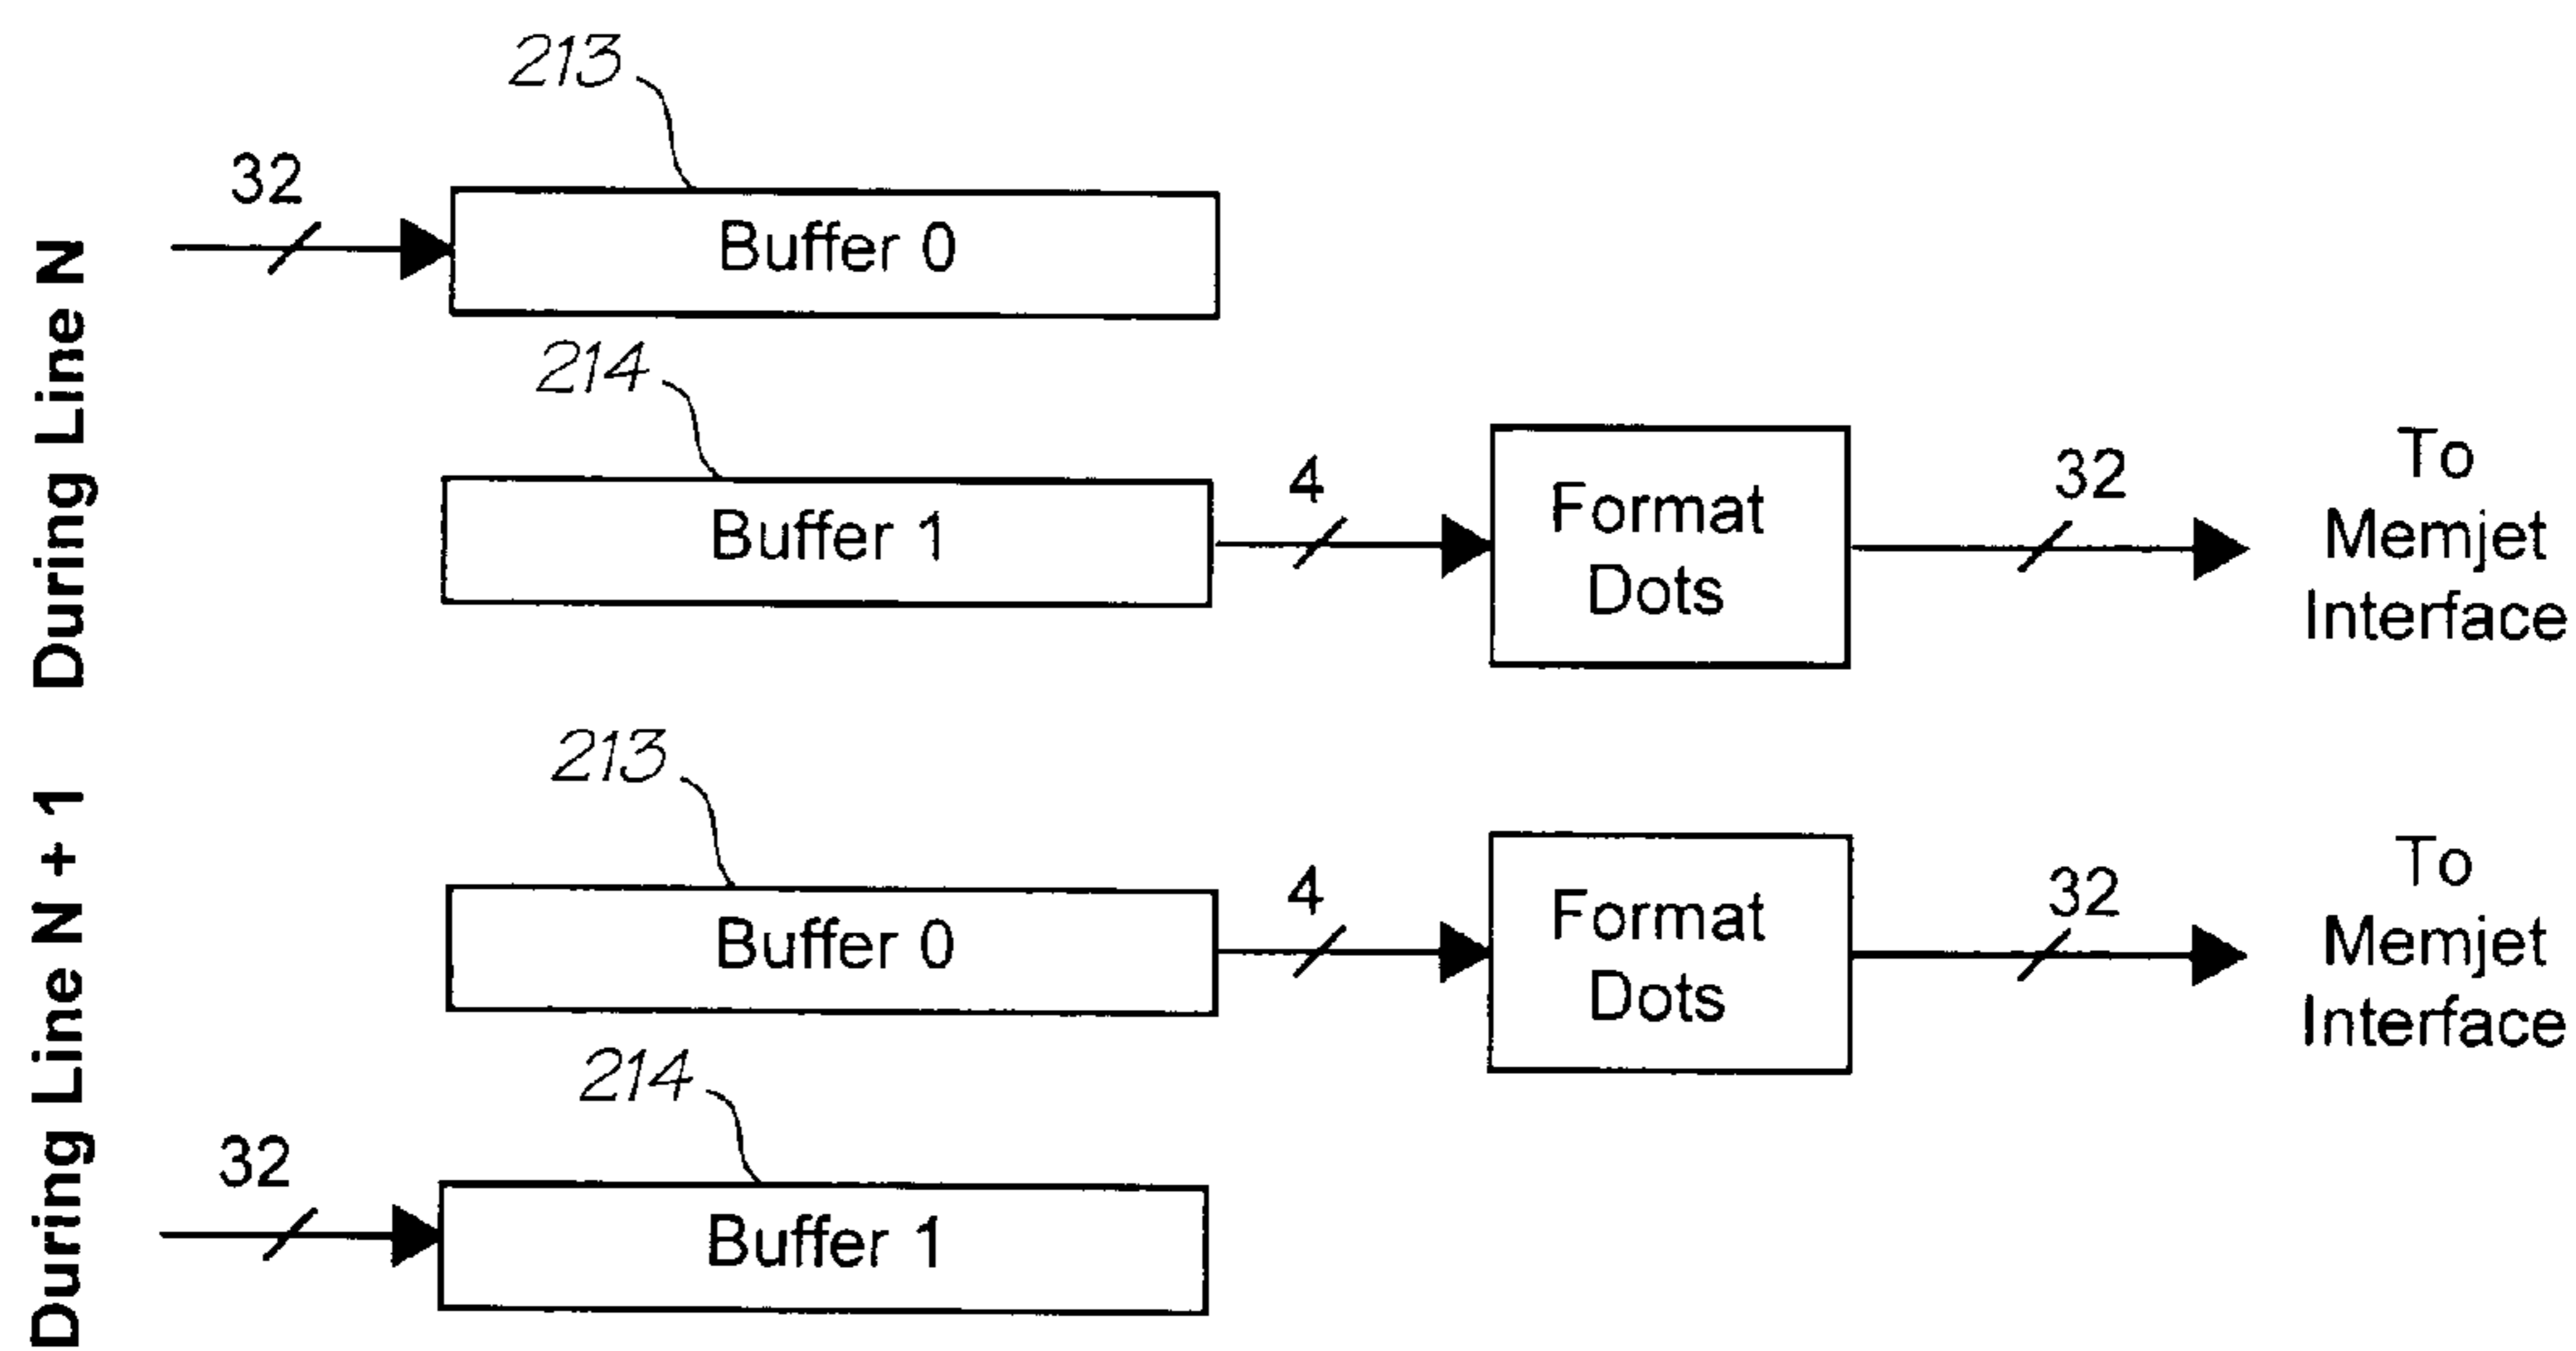 During Line N
213
32
Buffer 0
214
Buffer 1
4
Format
Dots
32
To
Memjet
Interface
During Line N + 1
213
Buffer 0
4
Format
Dots
32
To
Memjet
Interface
214
32
Buffer 1